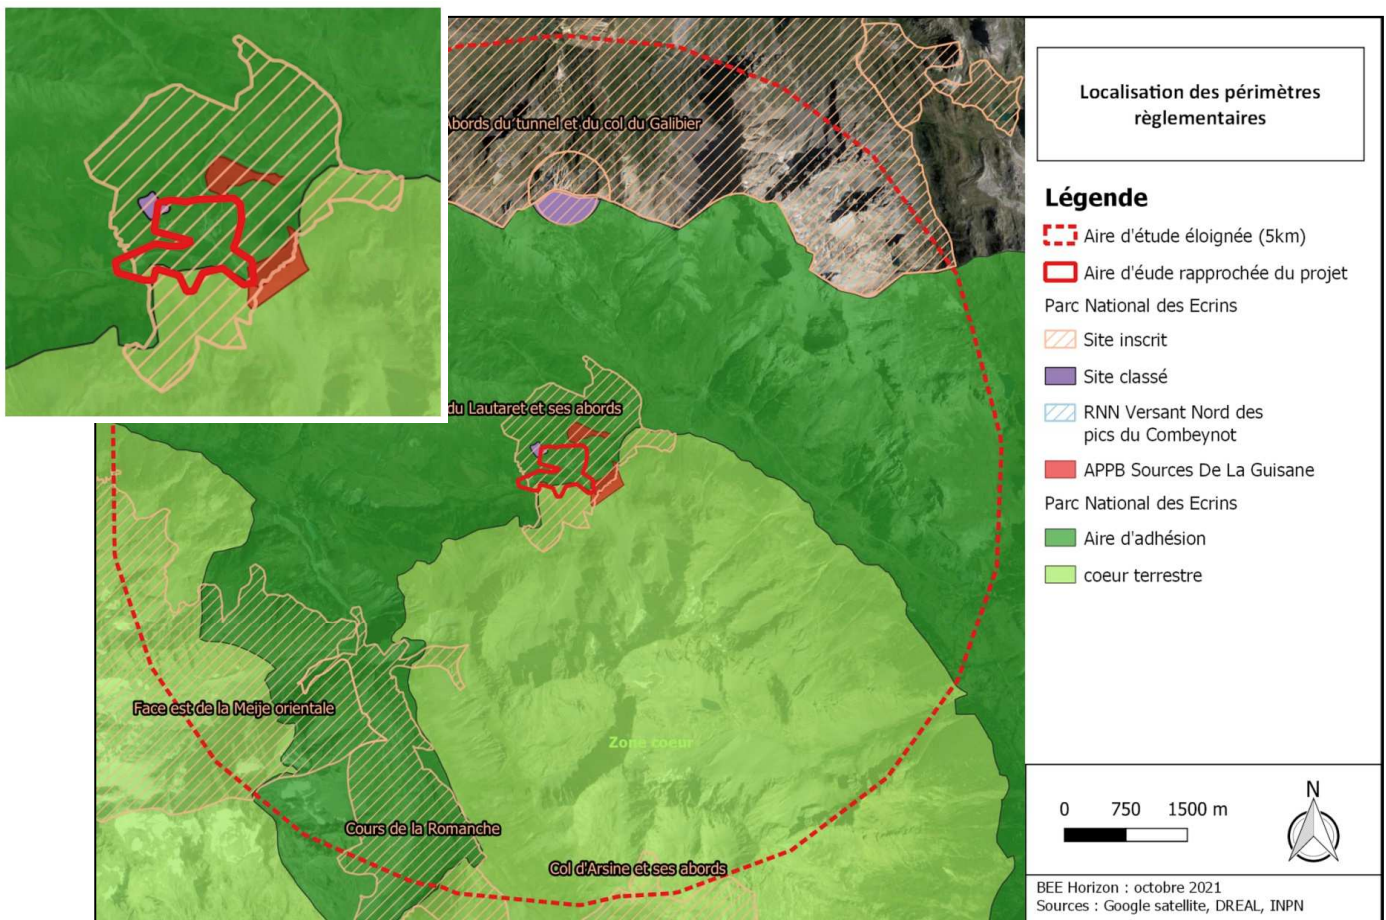 Abords du tunnel et du col du Galibier
du Lautaret et ses abords
Face est de la Meije orientale
Zone coeur
Cours de la Romanche
Col d'Arsine et ses abords
Localisation des périmètres
règlementaires
Légende
Aire d'étude éloignée (5km)
Aire d'éude rapprochée du projet
Parc National des Ecrins
Site inscrit
Site classé
RNN Versant Nord des
pics du Combeynot
APPB Sources De La Guisane
Parc National des Ecrins
Aire d'adhésion
coeur terrestre
0 750 1500 m
N
BEE Horizon : octobre 2021
Sources : Google satellite, DREAL, INPN